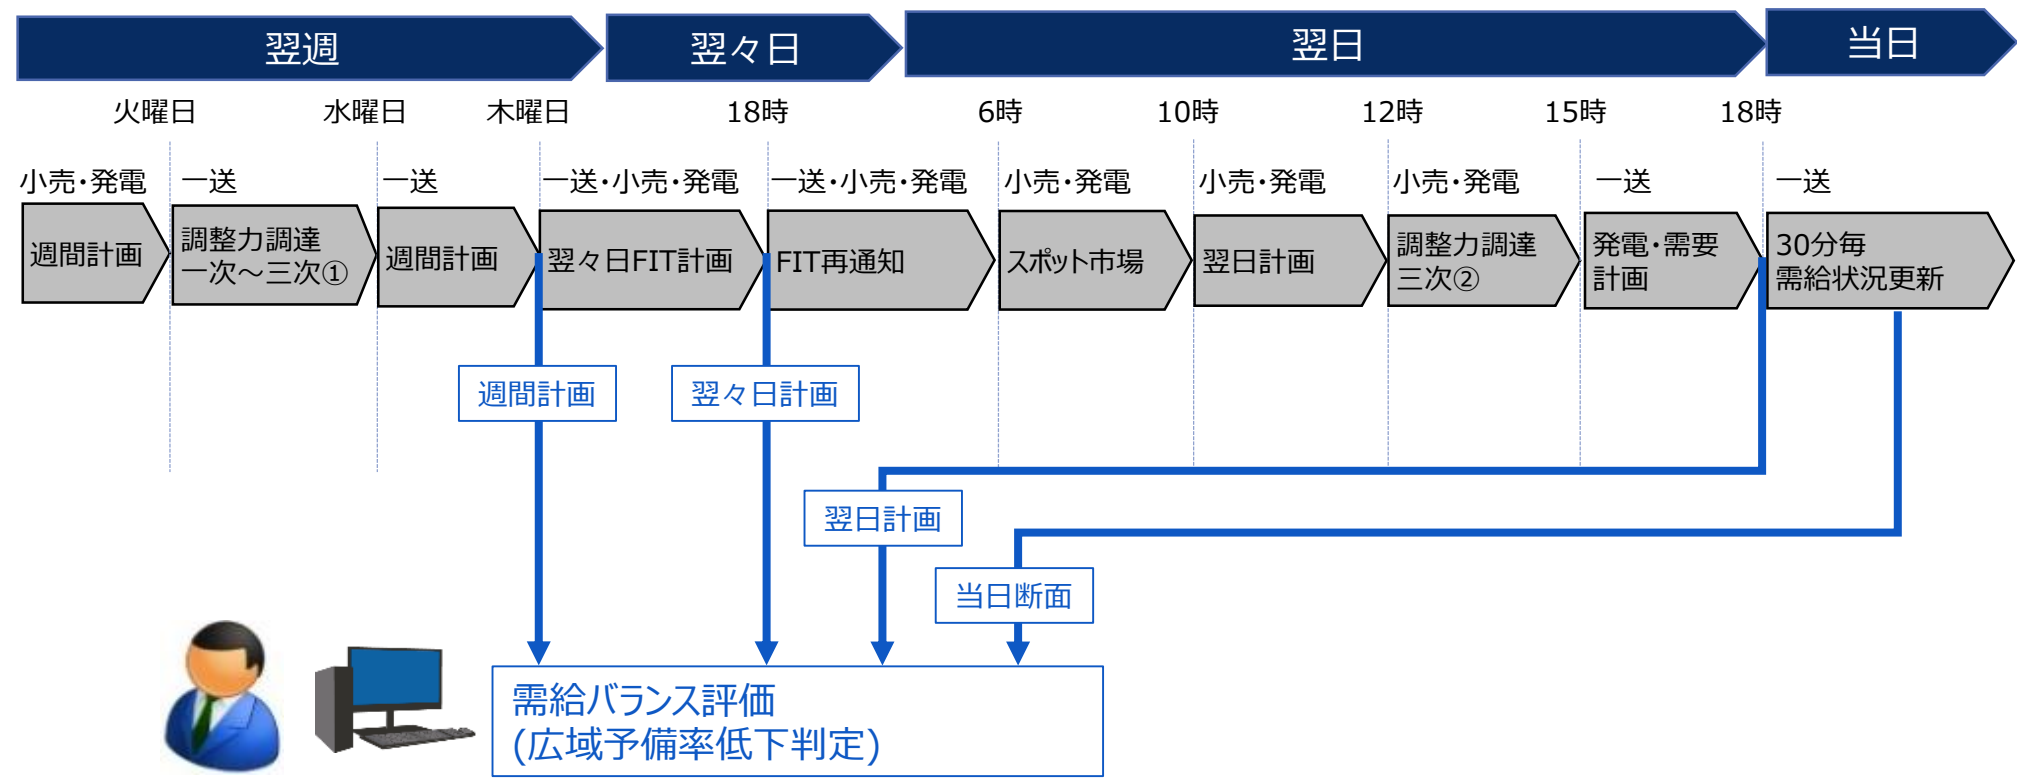 翌週
翌々日
翌日
当日
火曜日
水曜日
木曜日
18時
6時
10時
12時
15時
18時
小売・発電
一送
一送
一送・小売・発電
一送・小売・発電
小売・発電
小売・発電
小売・発電
一送
一送
週間計画
調整力調達
一次～三次①
週間計画
翌々日FIT計画
FIT再通知
スポット市場
翌日計画
調整力調達
三次②
発電・需要
計画
30分毎
需給状況更新
週間計画
翌々日計画
翌日計画
当日断面
需給バランス評価
(広域予備率低下判定)